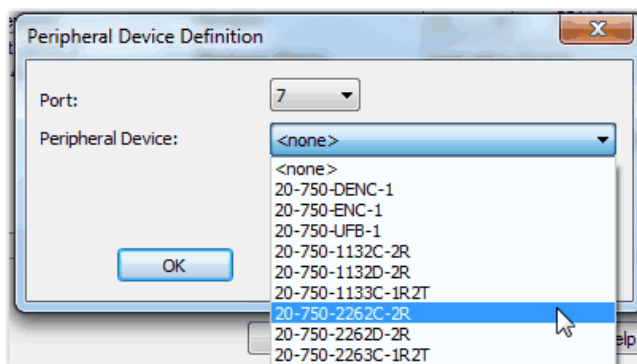 Peripheral Device Definition
Port:
7
Peripheral Device:
<none>
<none>
20-750-DENC-1
20-750-ENC-1
20-750-UFB-1
20-750-1132C-2R
20-750-1132D-2R
20-750-1133C-1R2T
20-750-2262C-2R
20-750-2262D-2R
20-750-2263C-1R2T
OK